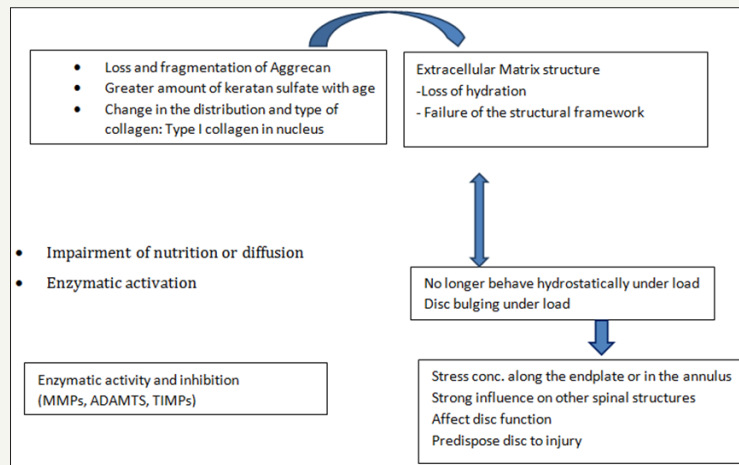 • Loss and fragmentation of Aggrecan
• Greater amount of keratan sulfate with age
• Change in the distribution and type of
collagen: Type I collagen in nucleus
Extracellular Matrix structure
-Loss of hydration
- Failure of the structural framework
• Impairment of nutrition or diffusion
• Enzymatic activation
No longer behave hydrostatically under load
Disc bulging under load
Enzymatic activity and inhibition
(MMPs, ADAMTS, TIMPs)
Stress conc. along the endplate or in the annulus
Strong influence on other spinal structures
Affect disc function
Predispose disc to injury